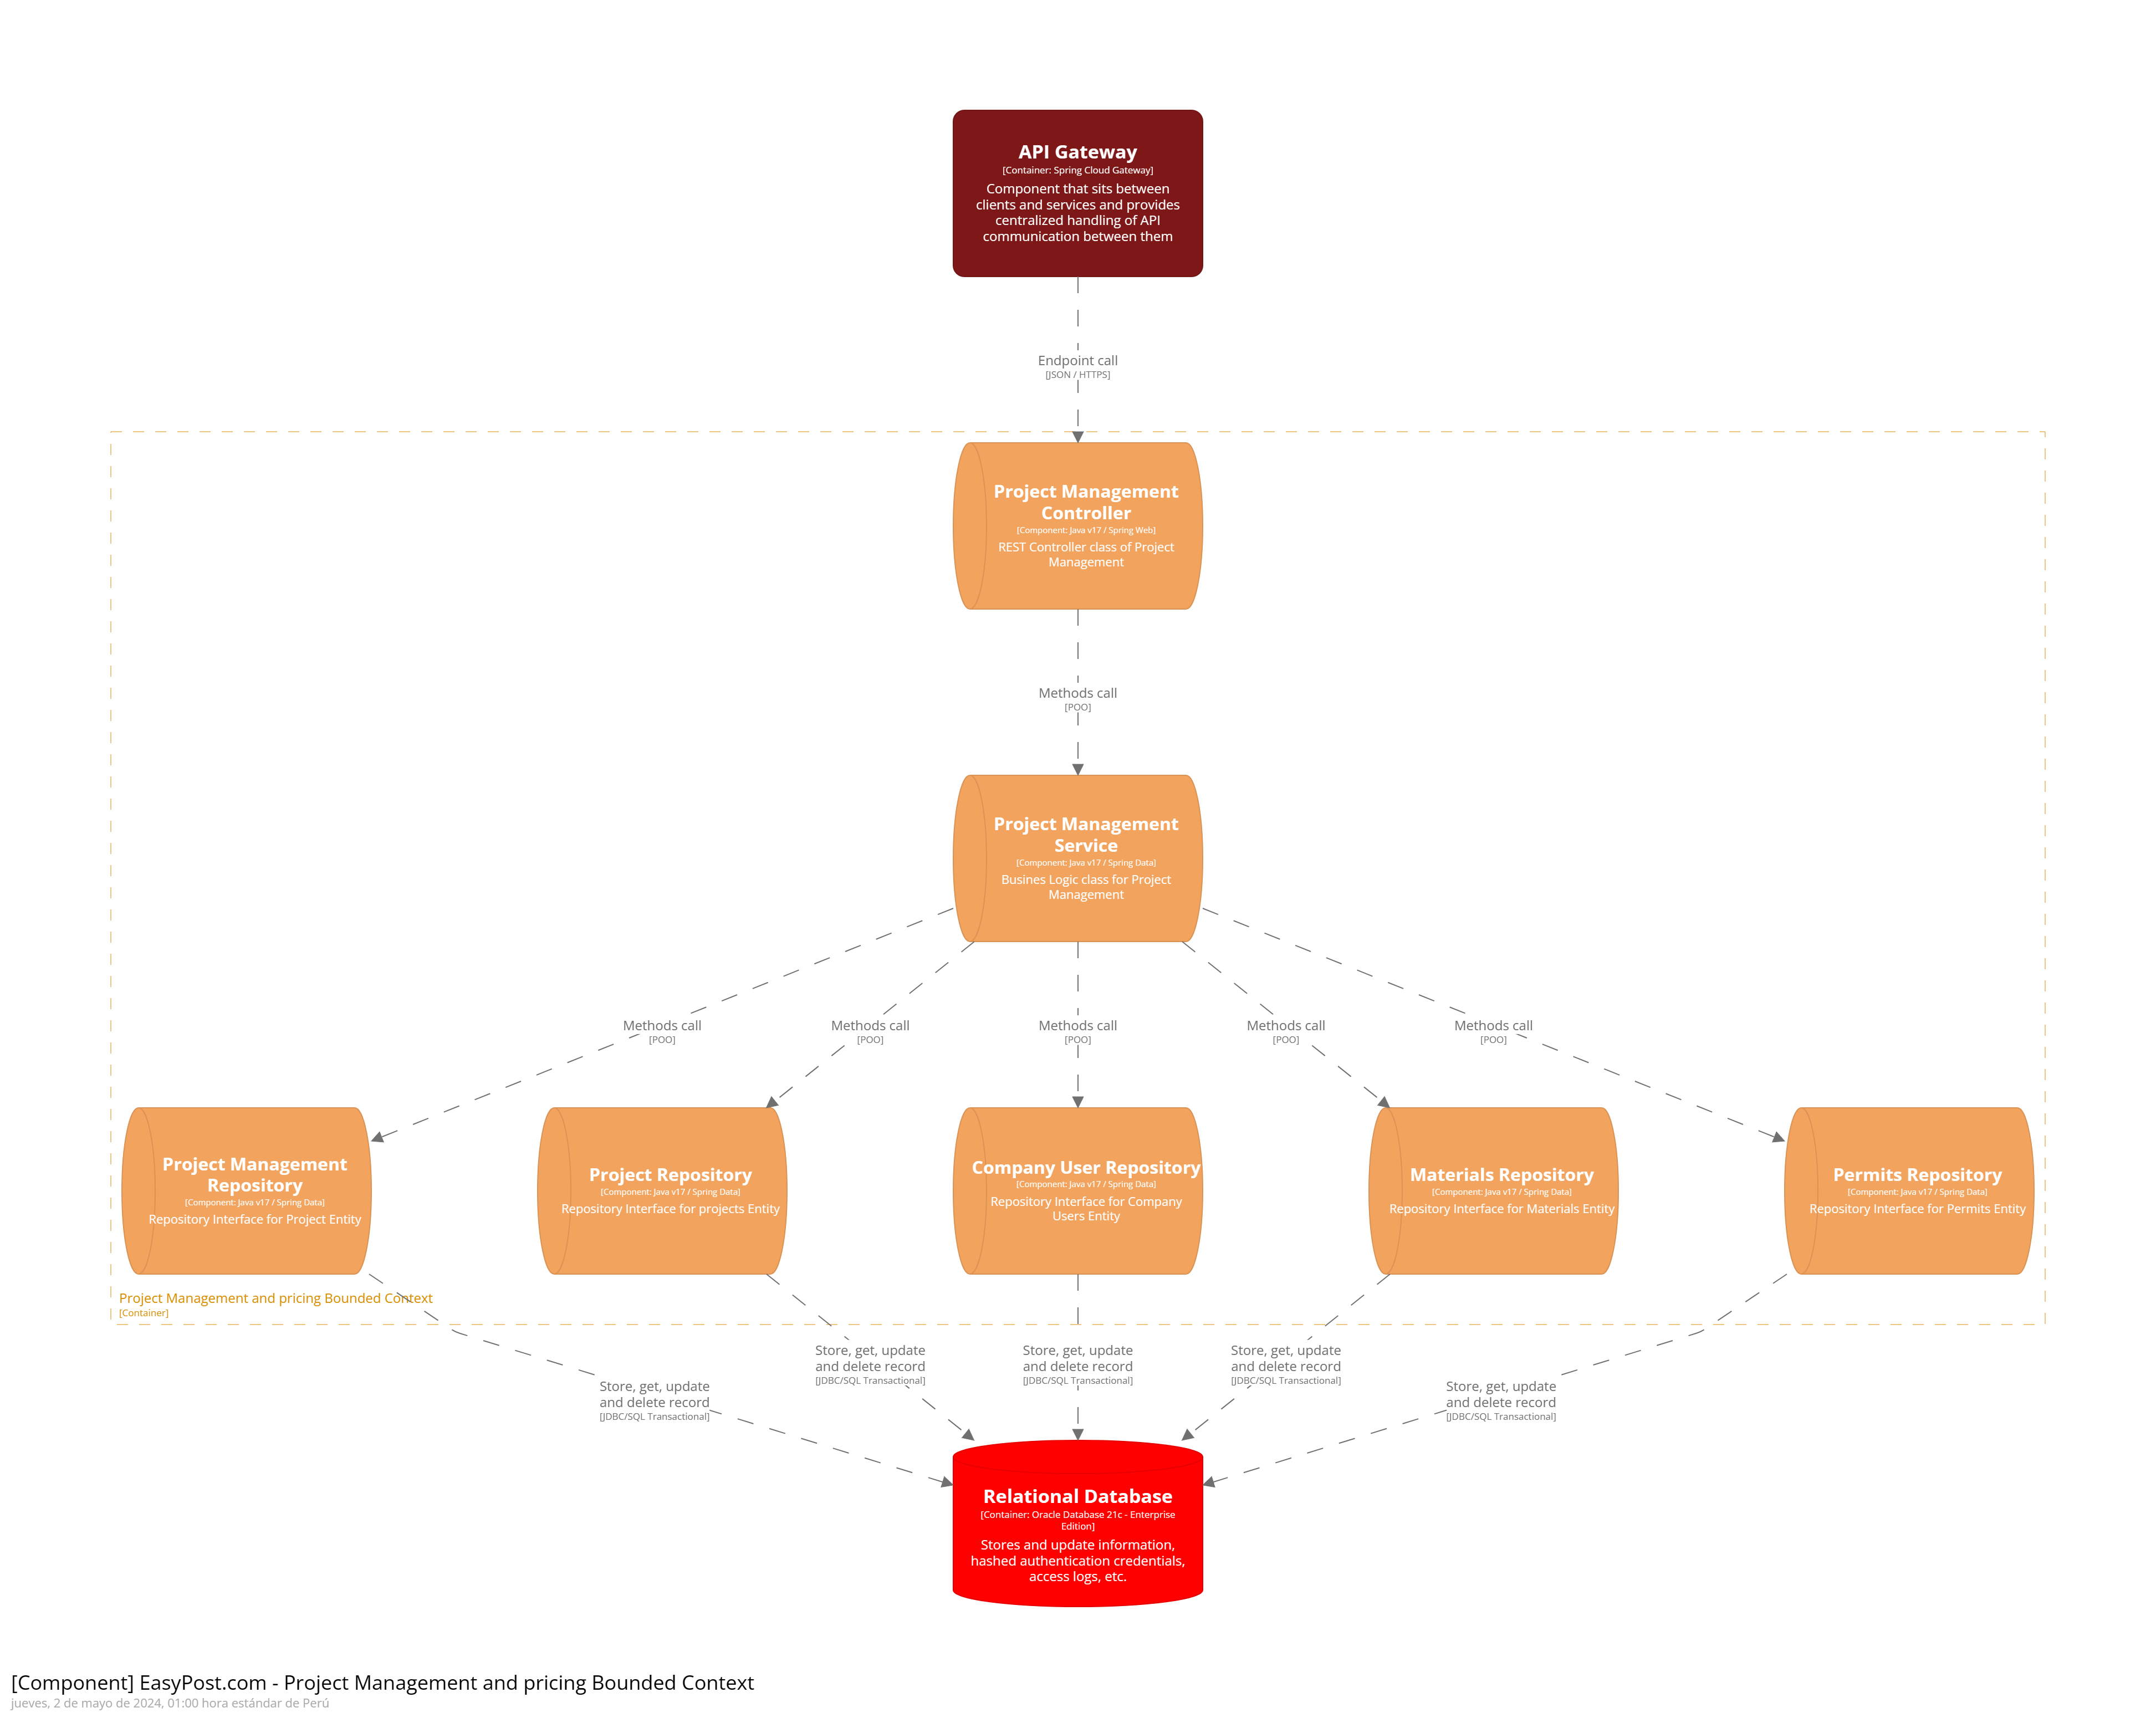 API Gateway
[Container: Spring Cloud Gateway]
Component that sits between
clients and services and provides
centralized handling of API
communication between them
Endpoint call
[JSON / HTTPS]
Project Management
Controller
[Component: Java v17 / Spring Web]
REST Controller class of Project
Management
Methods call
[POO]
Project Management
Service
[Component: Java v17 / Spring Data]
Busines Logic class for Project
Management
Methods call
[POO]
Methods call
[POO]
Methods call
[POO]
Methods call
[POO]
Methods call
[POO]
Project Management
Repository
[Component: Java v17 / Spring Data]
Repository Interface for Project Entity
Project Repository
[Component: Java v17 / Spring Data]
Repository Interface for projects Entity
Company User Repository
[Component: Java v17 / Spring Data]
Repository Interface for Company
Users Entity
Materials Repository
[Component: Java v17 / Spring Data]
Repository Interface for Materials Entity
Permits Repository
[Component: Java v17 / Spring Data]
Repository Interface for Permits Entity
Project Management and pricing Bounded Context
[Container]
Store, get, update
and delete record
[JDBC/SQL Transactional]
Store, get, update
and delete record
[JDBC/SQL Transactional]
Store, get, update
and delete record
[JDBC/SQL Transactional]
Store, get, update
and delete record
[JDBC/SQL Transactional]
Store, get, update
and delete record
[JDBC/SQL Transactional]
Relational Database
[Container: Oracle Database 21c - Enterprise
Edition]
Stores and update information,
hashed authentication credentials,
access logs, etc.
[Component] EasyPost.com - Project Management and pricing Bounded Context
jueves, 2 de mayo de 2024, 01:00 hora estándar de Perú